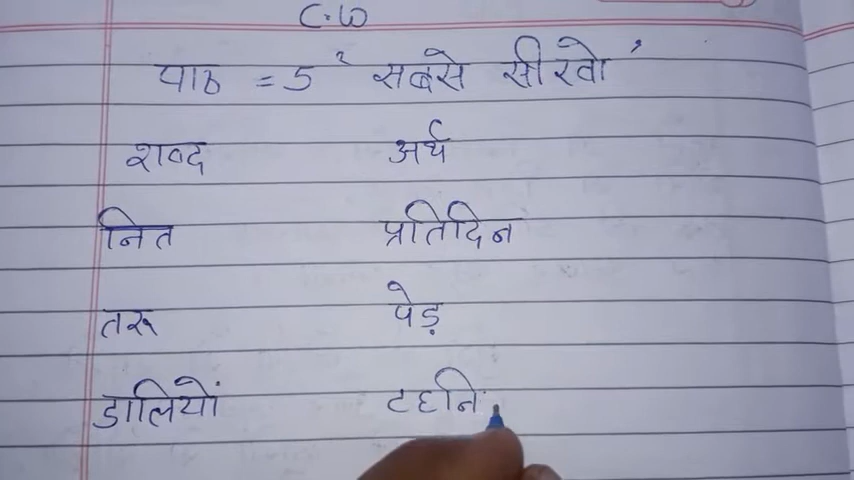 C.W
पाठ = 5 ' सबसे सीखो '
शब्द अर्थ
नित प्रतिदिन
तरू पेड़
डालियों टहनि